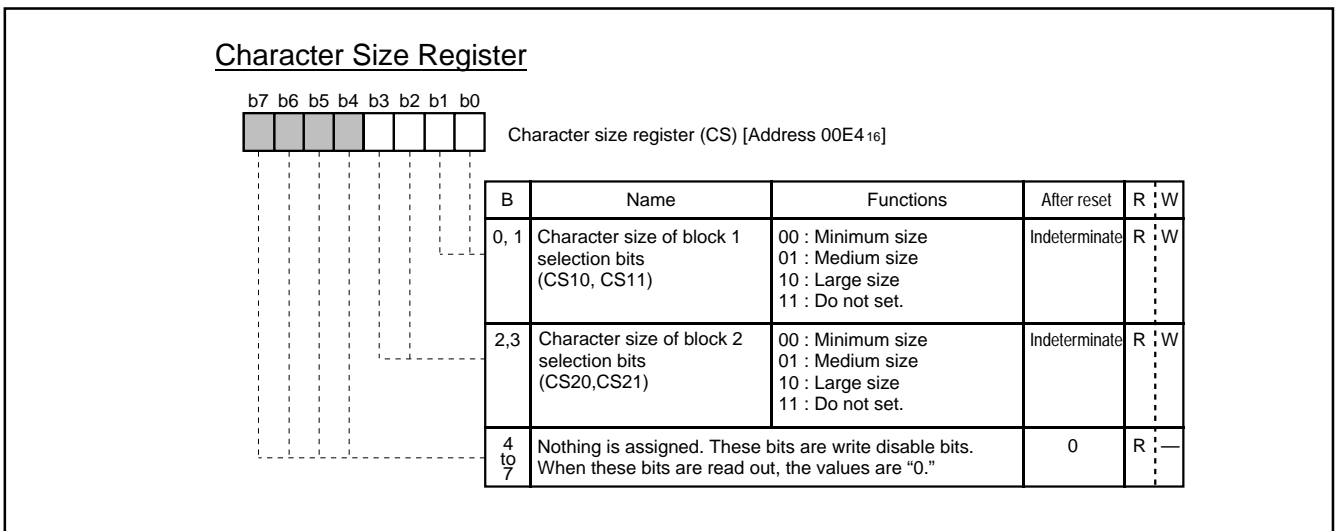 Character Size Register
b7 b6 b5 b4 b3 b2 b1 b0
Character size register (CS) [Address 00E416]
B Name Functions After reset R W
0, 1 Character size of block 1 00 : Minimum size Indeterminate R W
selection bits 01 : Medium size
(CS10, CS11) 10 : Large size
11 : Do not set.
2,3 Character size of block 2 00 : Minimum size Indeterminate R W
selection bits 01 : Medium size
(CS20,CS21) 10 : Large size
11 : Do not set.
4 to 7 Nothing is assigned. These bits are write disable bits. 0 R —
When these bits are read out, the values are “0.”